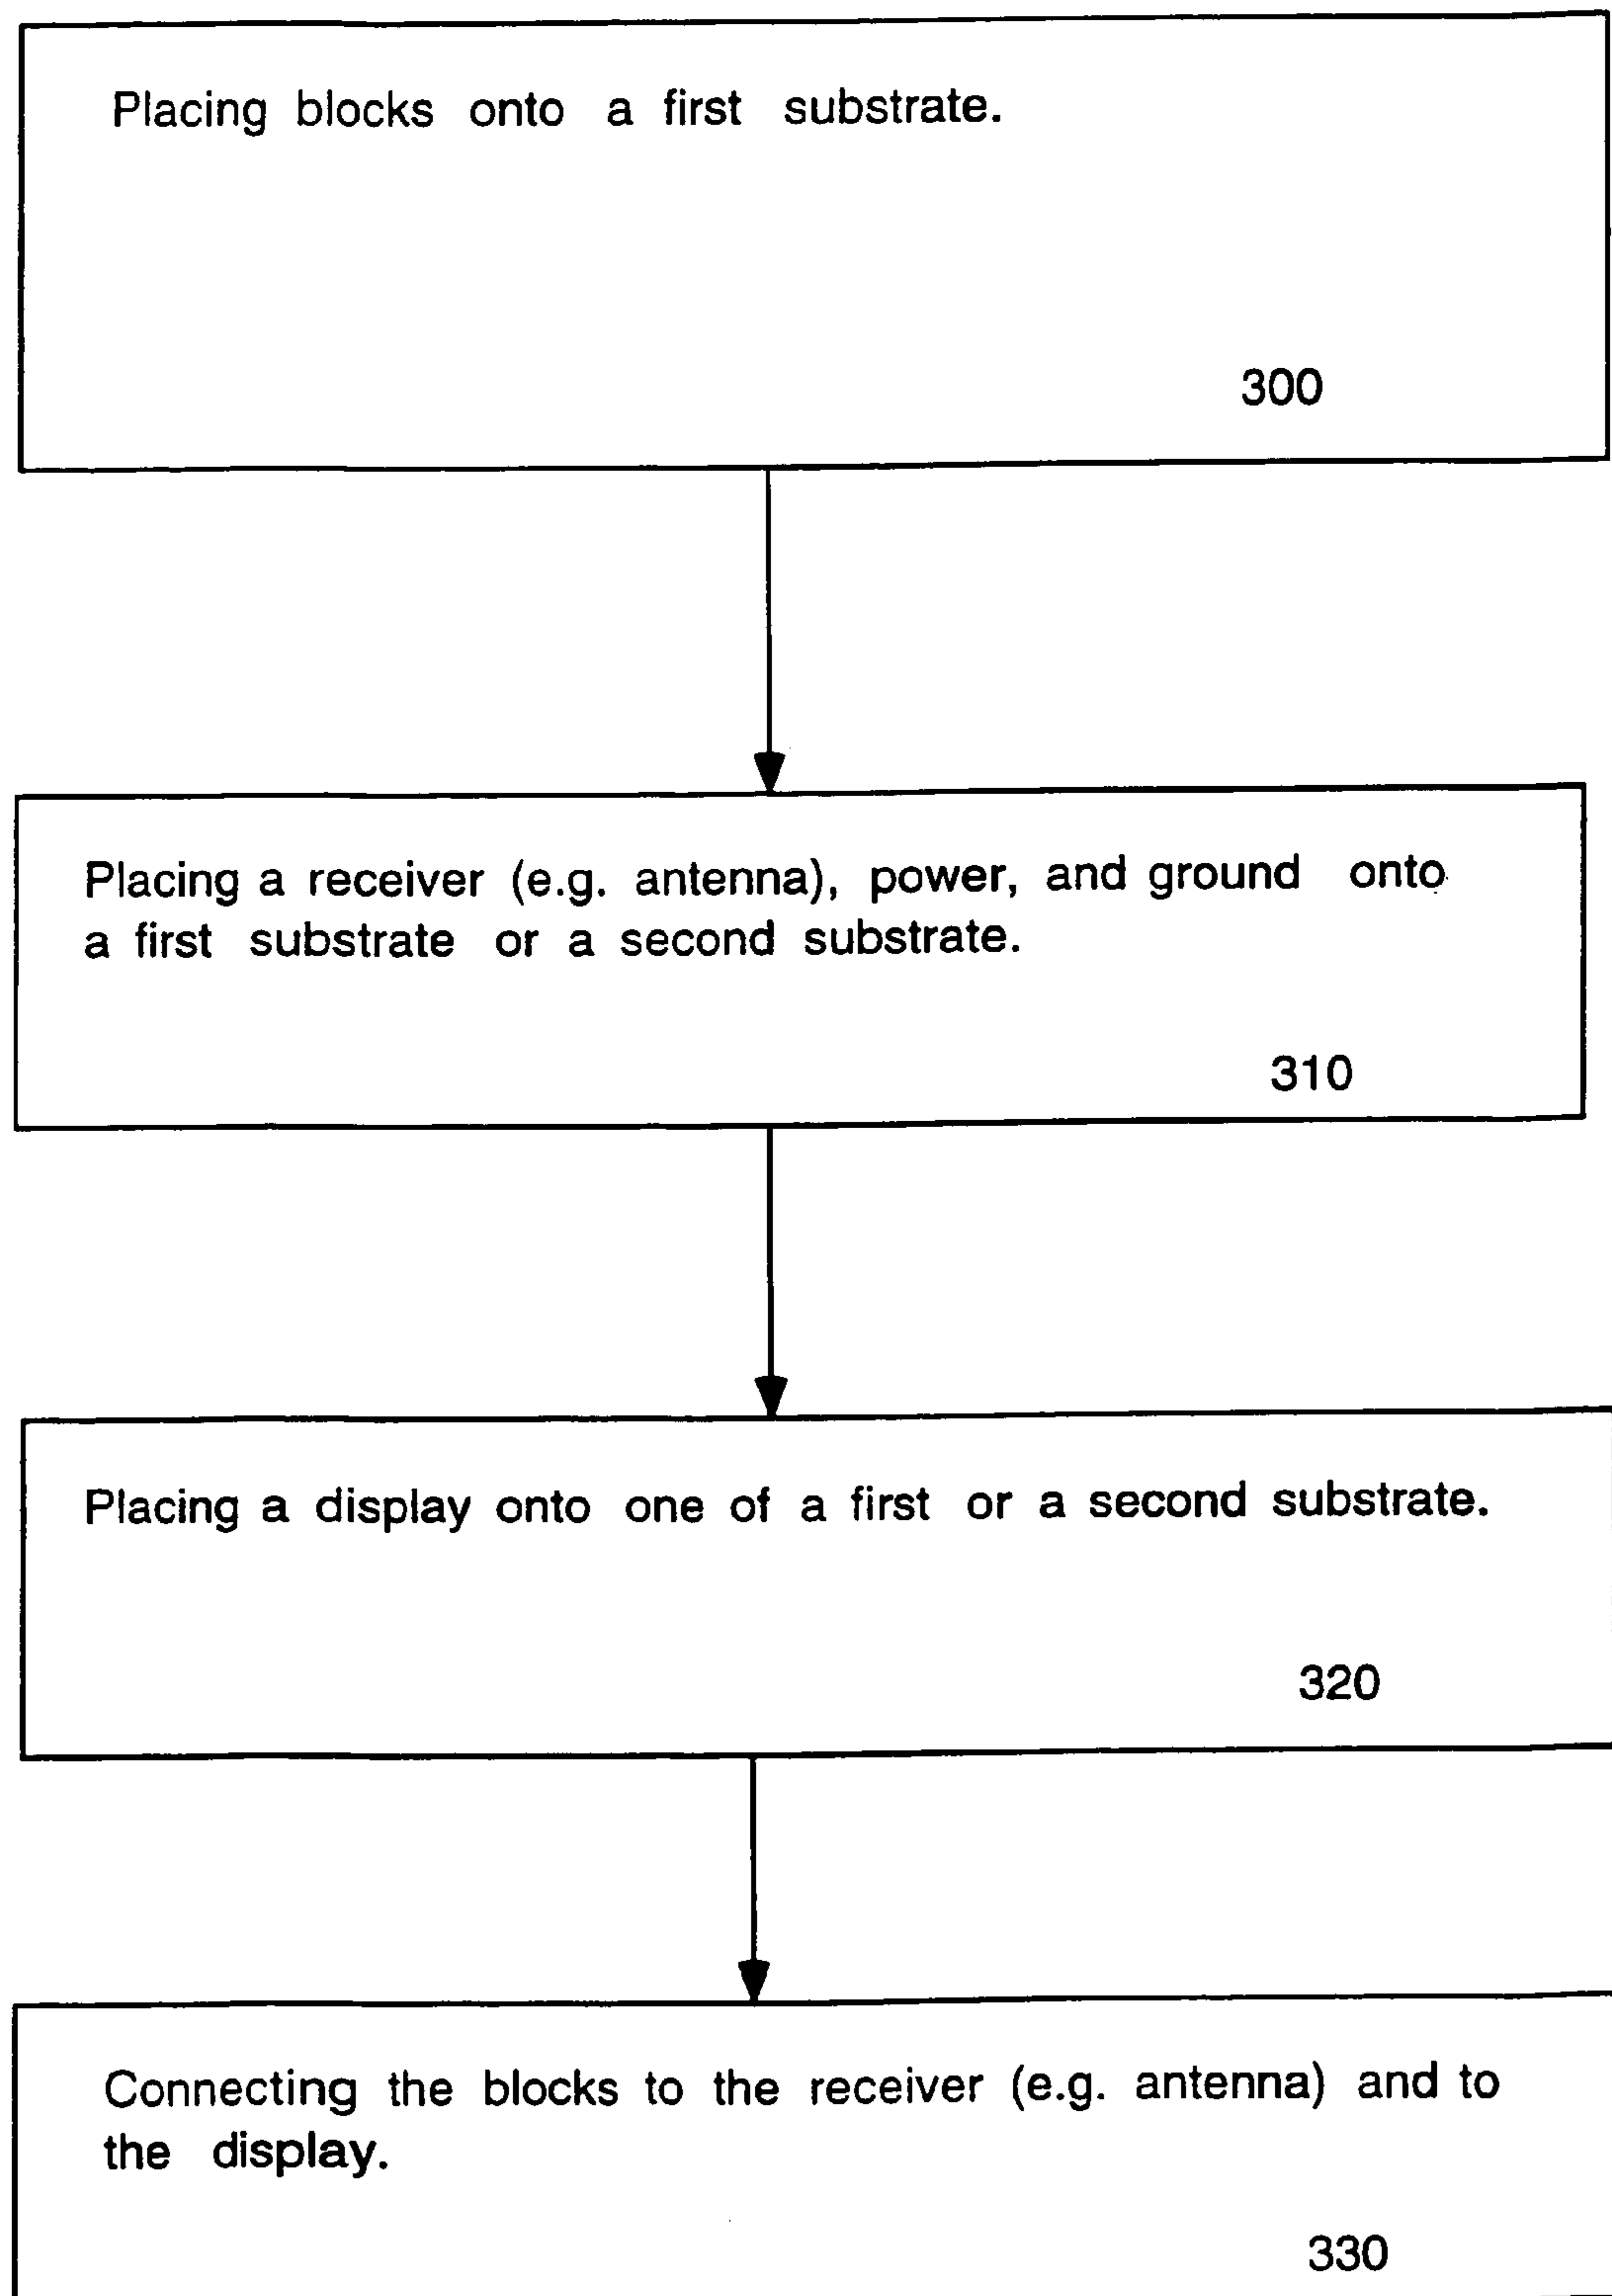 Placing blocks onto a first substrate.
300
Placing a receiver (e.g. antenna), power, and ground onto
a first substrate or a second substrate.
310
Placing a display onto one of a first or a second substrate.
320
Connecting the blocks to the receiver (e.g. antenna) and to
the display.
330